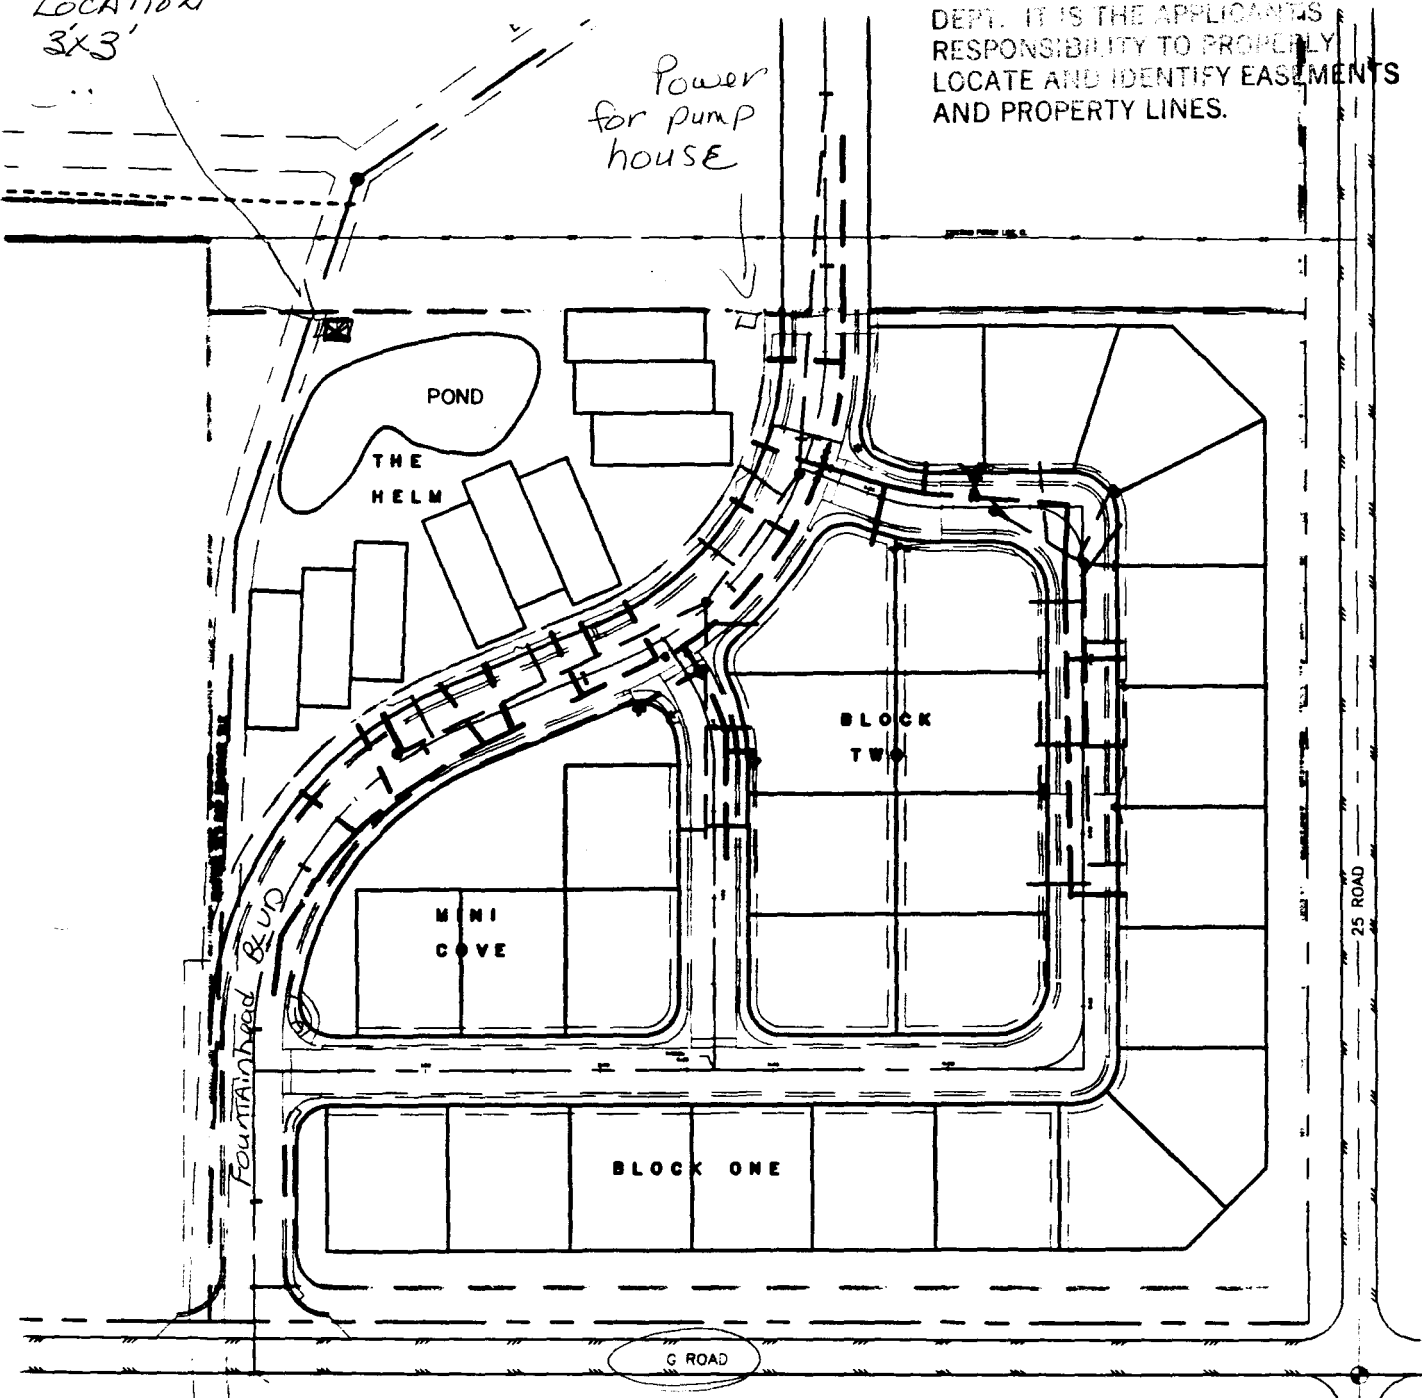 LOCATION
3'X3'
DEPT. IT IS THE APPLICANT'S
RESPONSIBILITY TO PROPERLY
LOCATE AND IDENTIFY EASEMENTS
AND PROPERTY LINES.
Power
for pump
house
POND
THE
HELM
BLOCK
TWO
MINI
COVE
Fountainhead BLVD
25 ROAD
BLOCK ONE
G ROAD